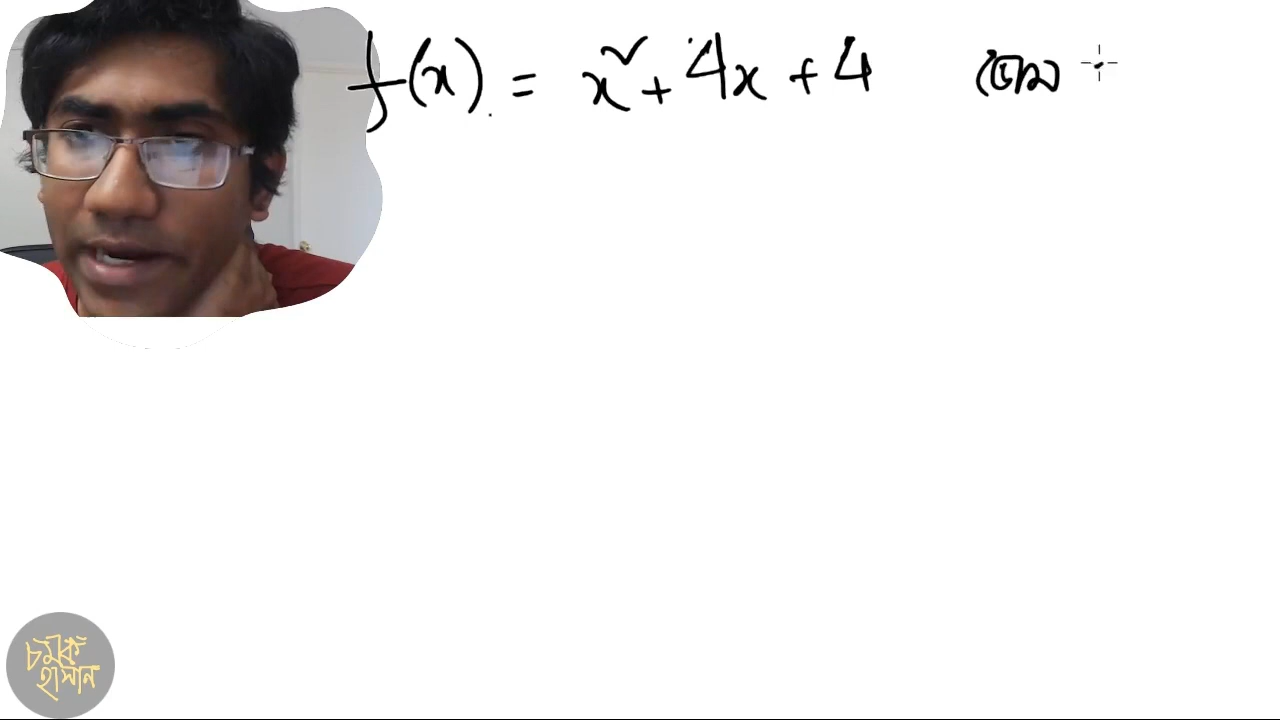 f(x) = x² + 4x + 4 ডোম
চমক
হাসান